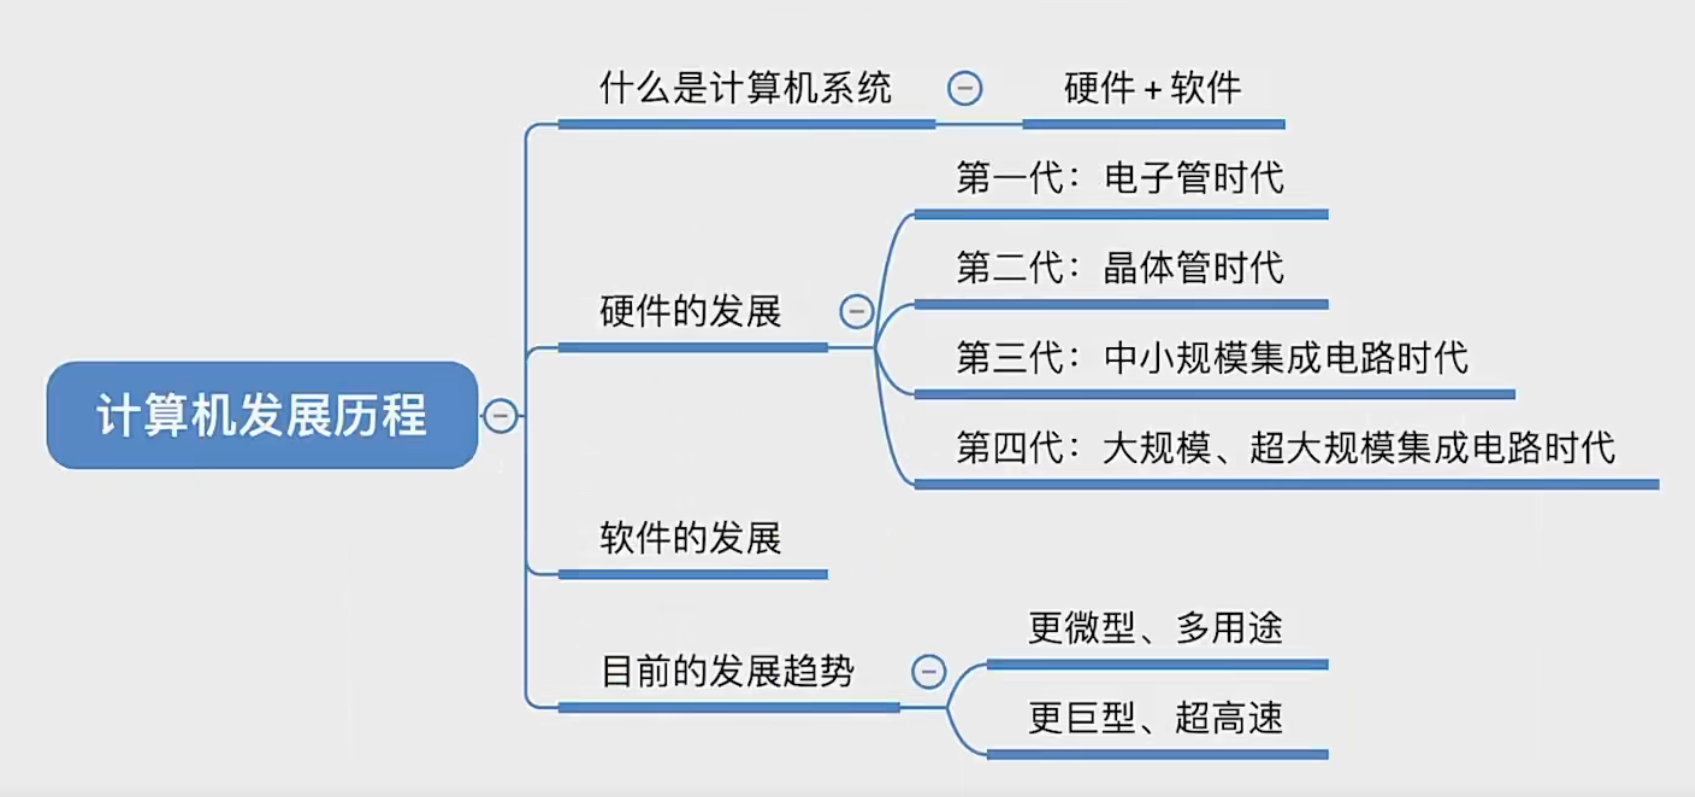 什么是计算机系统
硬件+软件
第一代：电子管时代
第二代：晶体管时代
硬件的发展
第三代：中小规模集成电路时代
计算机发展历程
第四代：大规模、超大规模集成电路时代
软件的发展
更微型、多用途
目前的发展趋势
更巨型、超高速